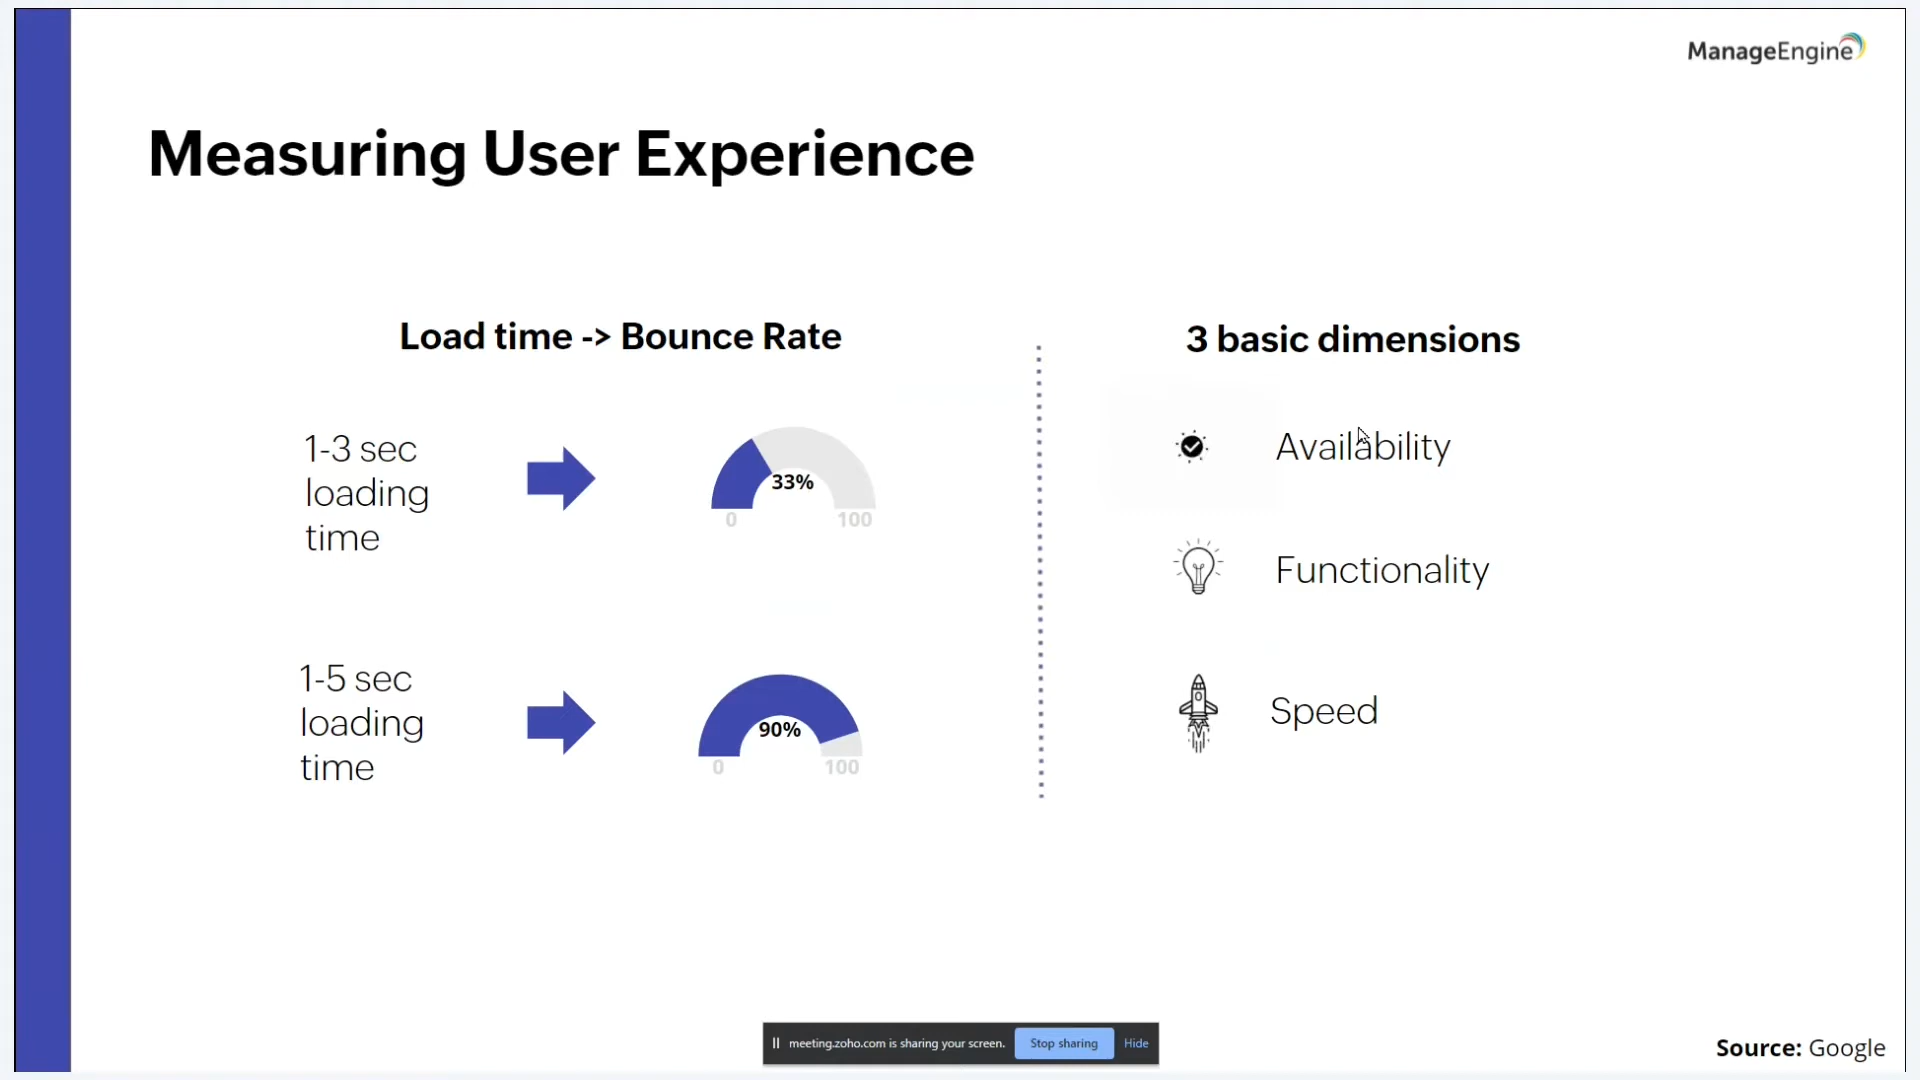 ManageEngine
Measuring User Experience
Load time -> Bounce Rate
1-3 sec
loading
time
33%
0
100
1-5 sec
loading
time
90%
0
100
3 basic dimensions
Availability
Functionality
Speed
meeting.zoho.com is sharing your screen.
Stop sharing
Hide
Source: Google